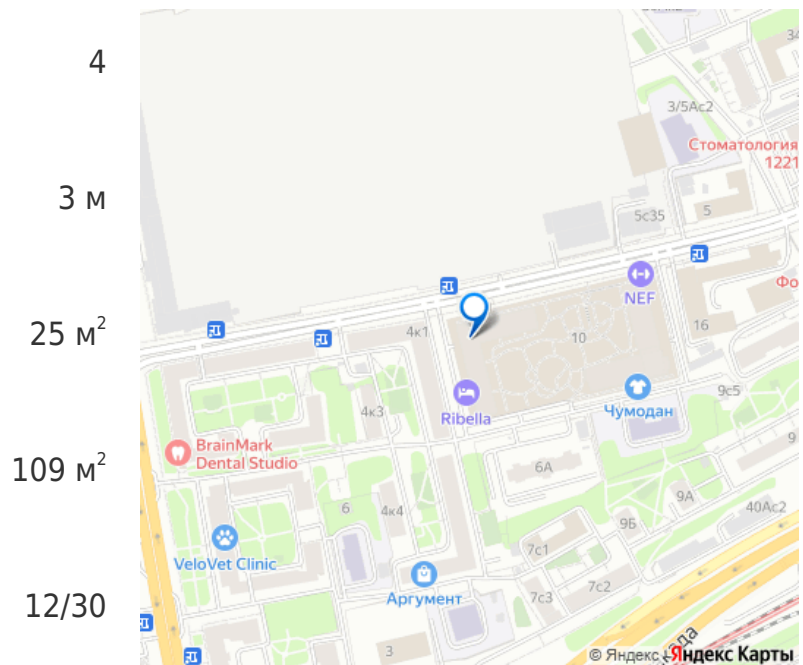 4
3 м
25 м²
109 м²
12/30
3/5Ас2
Стоматология
1221
5с35
5
NEF
4к1
10
16
Ribella
Чумодан
9с5
4к3
BrainMark
Dental Studio
6А
9
9А
40Ас2
6
4к4
9Б
7с1
VeloVet Clinic
7с2
Аргумент
7с3
3
© Яндекс Яндекс Карты